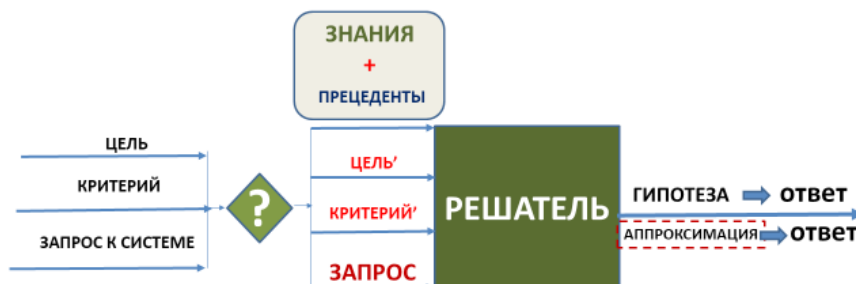 ЗНАНИЯ
+
ПРЕЦЕДЕНТЫ
ЦЕЛЬ
КРИТЕРИЙ
ЗАПРОС К СИСТЕМЕ
?
ЦЕЛЬ’
КРИТЕРИЙ’
ЗАПРОС
РЕШАТЕЛЬ
ГИПОТЕЗА ответ
АППРОКСИМАЦИЯ ответ